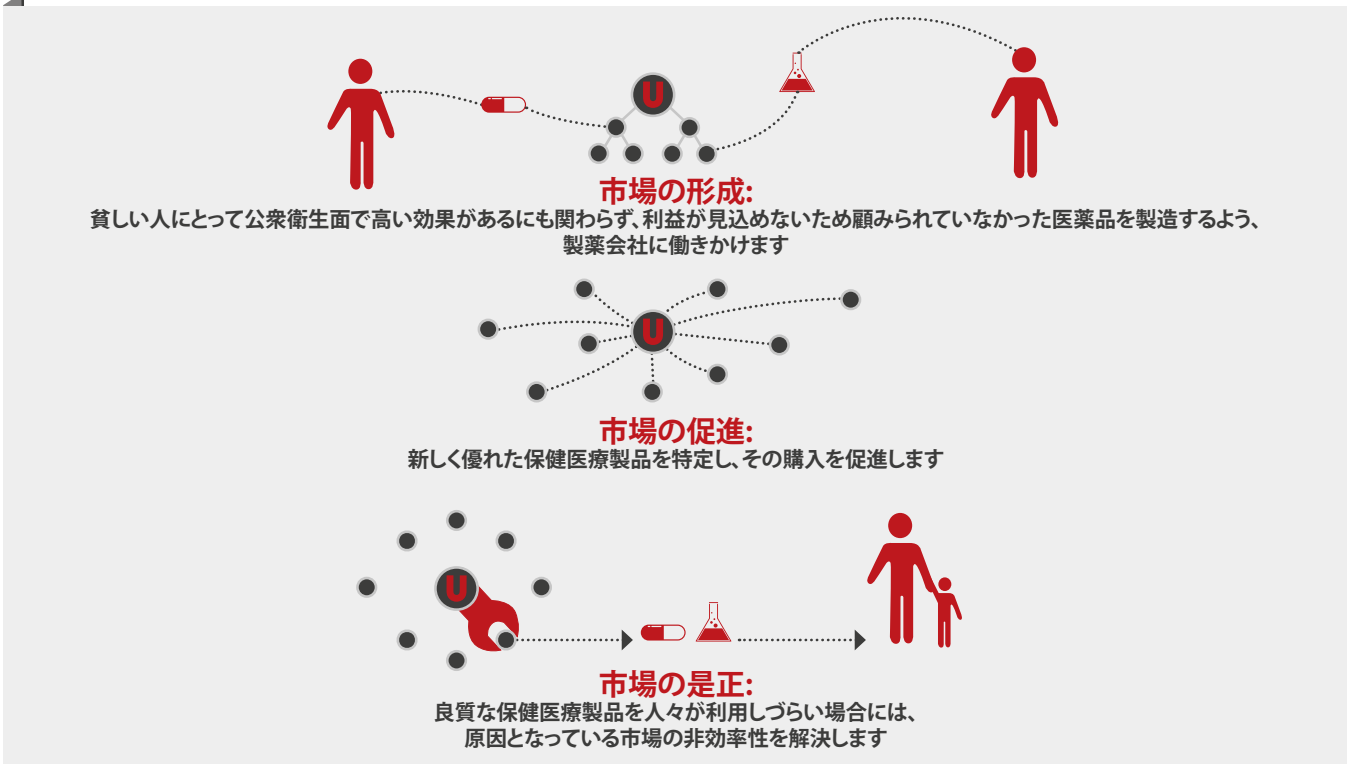 U
市場の形成:
貧しい人にとって公衆衛生面で高い効果があるにも関わらず、利益が見込めないため顧みられていなかった医薬品を製造するよう、
製薬会社に働きかけます
U
市場の促進:
新しく優れた保健医療製品を特定し、その購入を促進します
U
市場の是正:
良質な保健医療製品を人々が利用しづらい場合には、
原因となっている市場の非効率性を解決します